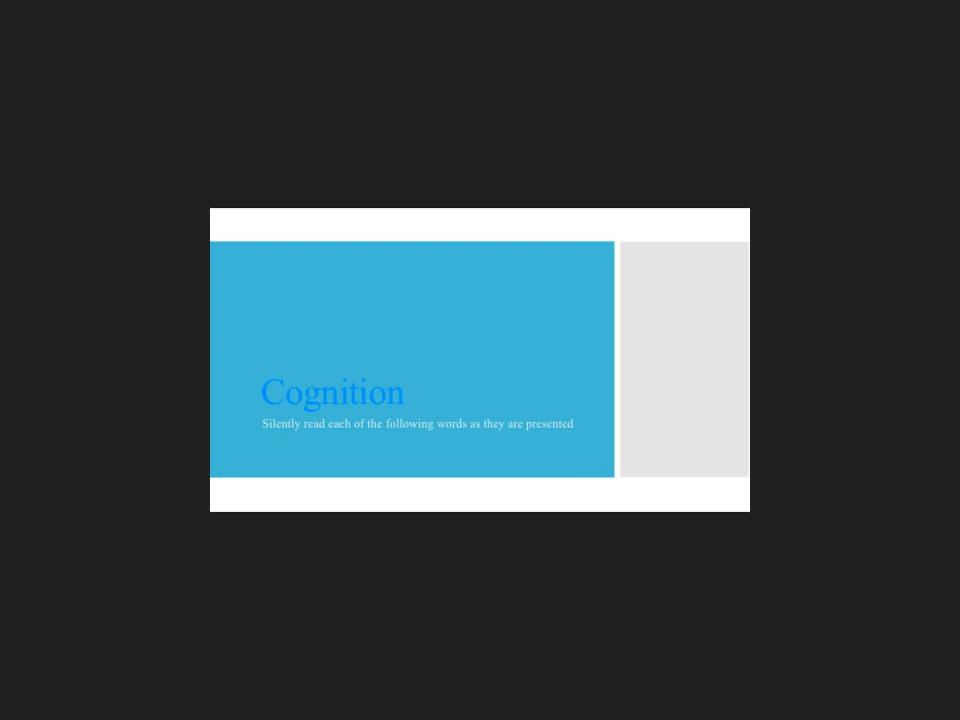 Cognition
Silently read each of the following words as they are presented